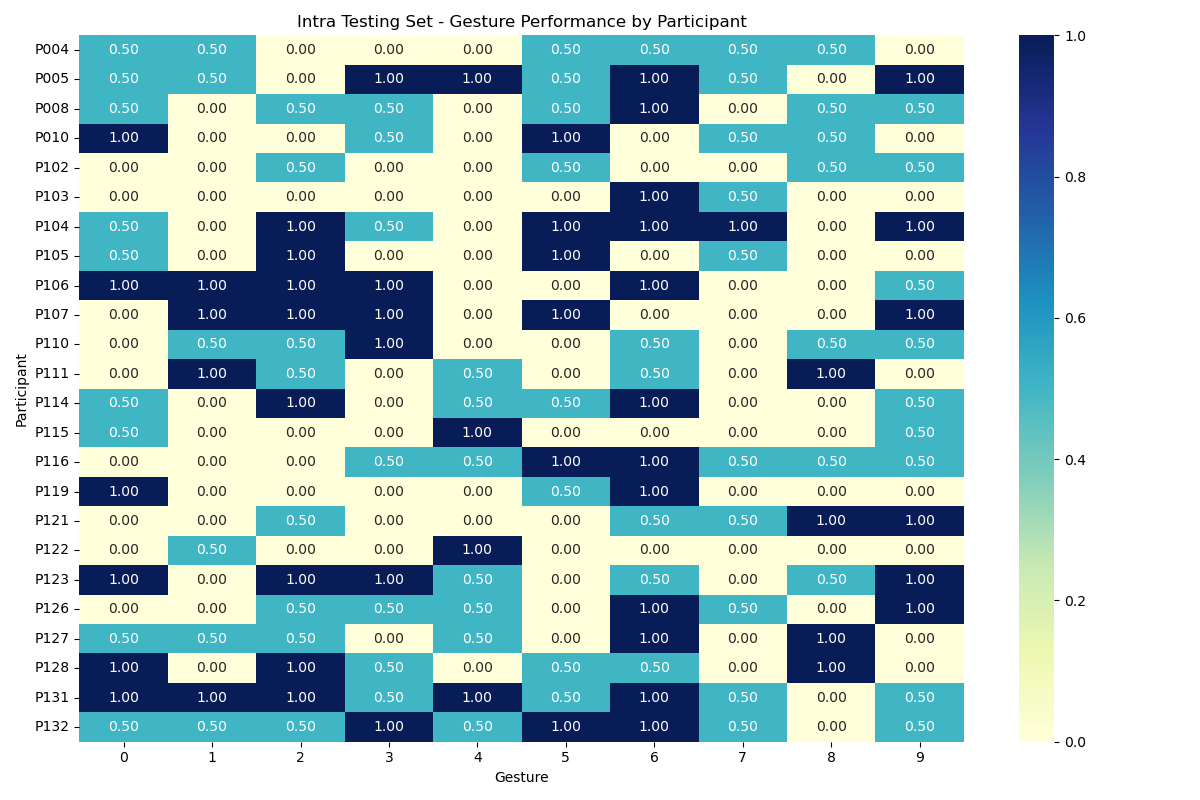 Intra Testing Set - Gesture Performance by Participant
P004 0.50 0.50 0.00 0.00 0.00 0.50 0.50 0.50 0.50 0.00
P005 0.50 0.50 0.00 1.00 1.00 0.50 1.00 0.50 0.00 1.00
P008 0.50 0.00 0.50 0.50 0.00 0.50 1.00 0.00 0.50 0.50
P010 1.00 0.00 0.00 0.50 0.00 1.00 0.00 0.50 0.50 0.00
P102 0.00 0.00 0.50 0.00 0.00 0.50 0.00 0.00 0.50 0.50
P103 0.00 0.00 0.00 0.00 0.00 0.00 1.00 0.50 0.00 0.00
P104 0.50 0.00 1.00 0.50 0.00 1.00 1.00 1.00 0.00 1.00
P105 0.50 0.00 1.00 0.00 0.00 1.00 0.00 0.50 0.00 0.00
P106 1.00 1.00 1.00 1.00 0.00 0.00 1.00 0.00 0.00 0.50
P107 0.00 1.00 1.00 1.00 0.00 1.00 0.00 0.00 0.00 1.00
P110 0.00 0.50 0.50 1.00 0.00 0.00 0.50 0.00 0.50 0.50
P111 0.00 1.00 0.50 0.00 0.50 0.00 0.50 0.00 1.00 0.00
P114 0.50 0.00 1.00 0.00 0.50 0.50 1.00 0.00 0.00 0.50
P115 0.50 0.00 0.00 0.00 1.00 0.00 0.00 0.00 0.00 0.50
P116 0.00 0.00 0.00 0.50 0.50 1.00 1.00 0.50 0.50 0.50
P119 1.00 0.00 0.00 0.00 0.00 0.50 1.00 0.00 0.00 0.00
P121 0.00 0.00 0.50 0.00 0.00 0.00 0.50 0.50 1.00 1.00
P122 0.00 0.50 0.00 0.00 1.00 0.00 0.00 0.00 0.00 0.00
P123 1.00 0.00 1.00 1.00 0.50 0.00 0.50 0.00 0.50 1.00
P126 0.00 0.00 0.50 0.50 0.50 0.00 1.00 0.50 0.00 1.00
P127 0.50 0.50 0.50 0.00 0.50 0.00 1.00 0.00 1.00 0.00
P128 1.00 0.00 1.00 0.50 0.00 0.50 0.50 0.00 1.00 0.00
P131 1.00 1.00 1.00 0.50 1.00 0.50 1.00 0.50 0.00 0.50
P132 0.50 0.50 0.50 1.00 0.50 1.00 1.00 0.50 0.00 0.50
0 1 2 3 4 5 6 7 8 9
Gesture
Participant
1.0
0.8
0.6
0.4
0.2
0.0